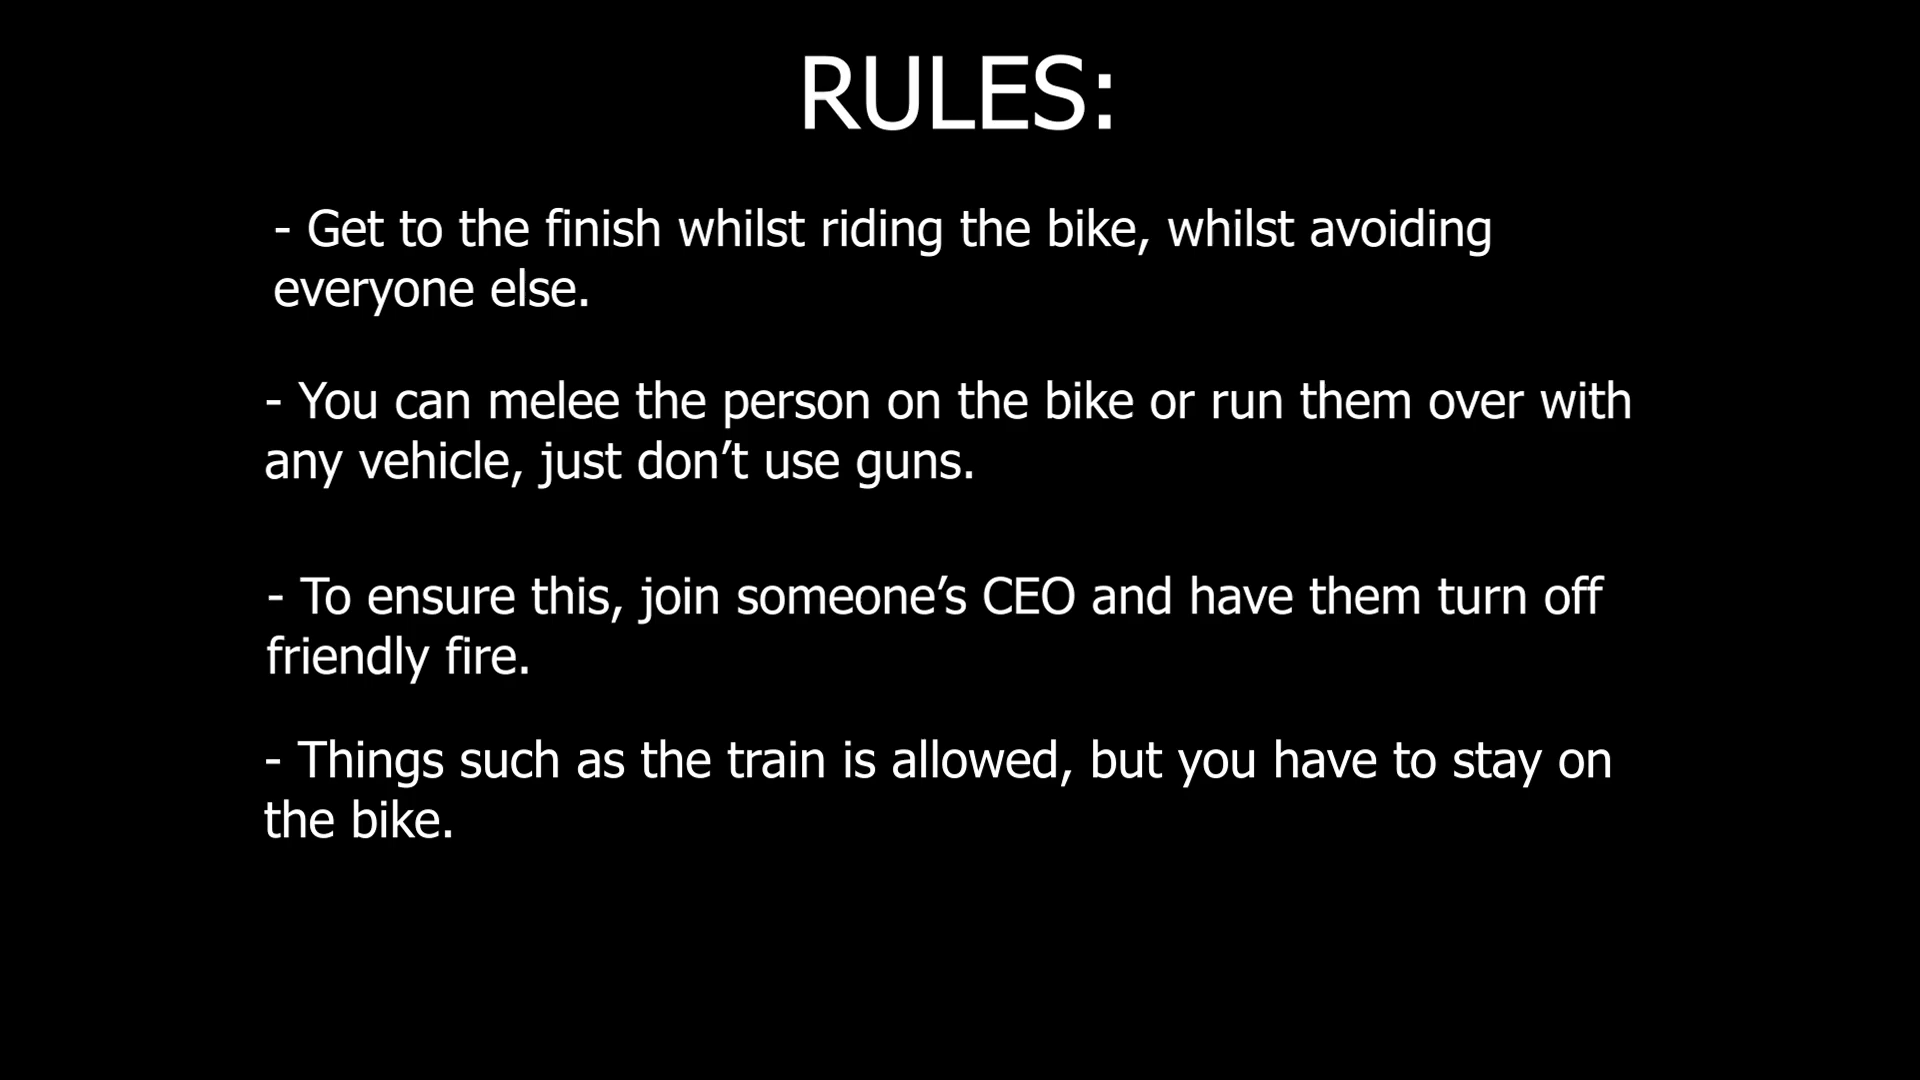 RULES:
- Get to the finish whilst riding the bike, whilst avoiding
everyone else.
- You can melee the person on the bike or run them over with
any vehicle, just don’t use guns.
- To ensure this, join someone’s CEO and have them turn off
friendly fire.
- Things such as the train is allowed, but you have to stay on
the bike.